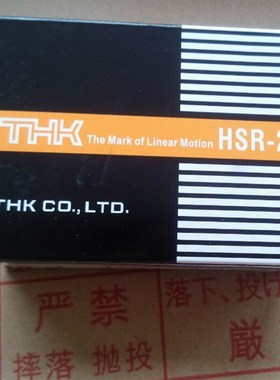 THK The Mark of Linear Motion HSR-
THK CO., LTD.
严禁
摔落 抛投
落下、投
厳